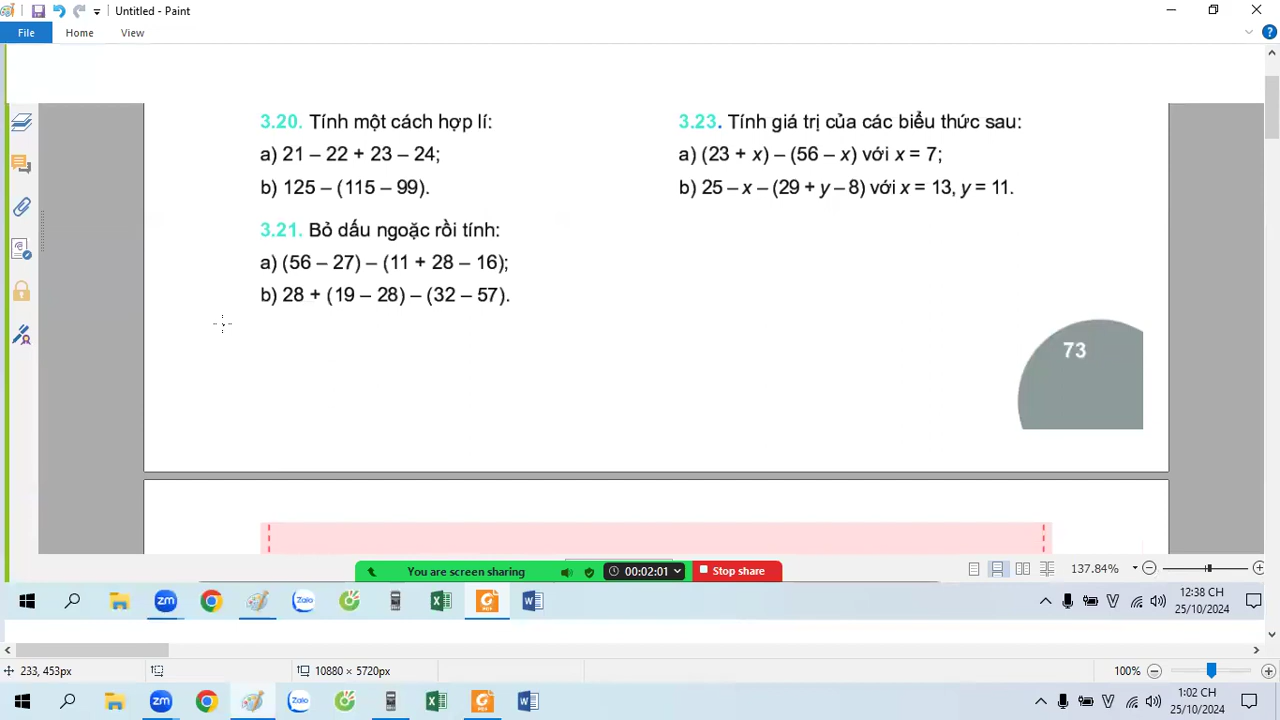 Untitled - Paint
File
Home
View
3.20. Tính một cách hợp lí:
a) 21 – 22 + 23 – 24;
b) 125 – (115 – 99).
3.21. Bỏ dấu ngoặc rồi tính:
a) (56 – 27) – (11 + 28 – 16);
b) 28 + (19 – 28) – (32 – 57).
3.23. Tính giá trị của các biểu thức sau:
a) (23 + x) – (56 – x) với x = 7;
b) 25 – x – (29 + y – 8) với x = 13, y = 11.
73
You are screen sharing
00:02:01
Stop share
137.84%
zm
Zalo
12:38 CH
25/10/2024
233, 453px
10880 × 5720px
100%
zm
Zalo
1:02 CH
25/10/2024